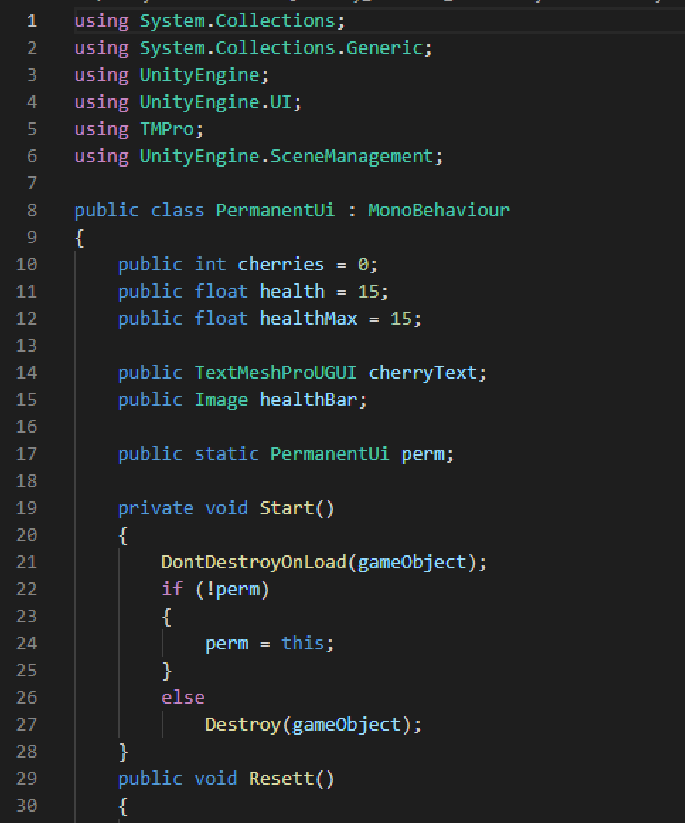 1 using System.Collections;
2 using System.Collections.Generic;
3 using UnityEngine;
4 using UnityEngine.UI;
5 using TMPro;
6 using UnityEngine.SceneManagement;
7
8 public class PermanentUi : MonoBehaviour
9 {
10     public int cherries = 0;
11     public float health = 15;
12     public float healthMax = 15;
13
14     public TextMeshProUGUI cherryText;
15     public Image healthBar;
16
17     public static PermanentUi perm;
18
19     private void Start()
20     {
21         DontDestroyOnLoad(gameObject);
22         if (!perm)
23         {
24             perm = this;
25         }
26         else
27             Destroy(gameObject);
28     }
29     public void Resett()
30     {